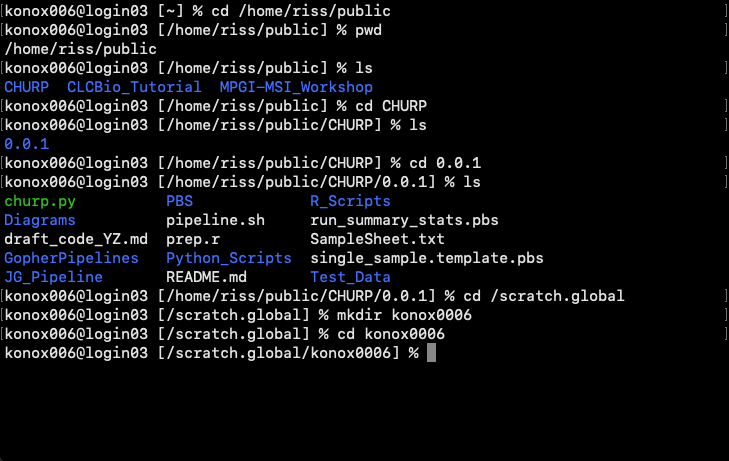 konox006@login03 [~] % cd /home/riss/public
konox006@login03 [/home/riss/public] % pwd
/home/riss/public
konox006@login03 [/home/riss/public] % ls
CHURP  CLCBio_Tutorial  MPGI-MSI_Workshop
konox006@login03 [/home/riss/public] % cd CHURP
konox006@login03 [/home/riss/public/CHURP] % ls
0.0.1
konox006@login03 [/home/riss/public/CHURP] % cd 0.0.1
konox006@login03 [/home/riss/public/CHURP/0.0.1] % ls
churp.py          PBS             R_Scripts
Diagrams          pipeline.sh     run_summary_stats.pbs
draft_code_YZ.md  prep.r          SampleSheet.txt
GopherPipelines   Python_Scripts  single_sample.template.pbs
JG_Pipeline       README.md       Test_Data
konox006@login03 [/home/riss/public/CHURP/0.0.1] % cd /scratch.global
konox006@login03 [/scratch.global] % mkdir konox0006
konox006@login03 [/scratch.global] % cd konox0006
konox006@login03 [/scratch.global/konox0006] %